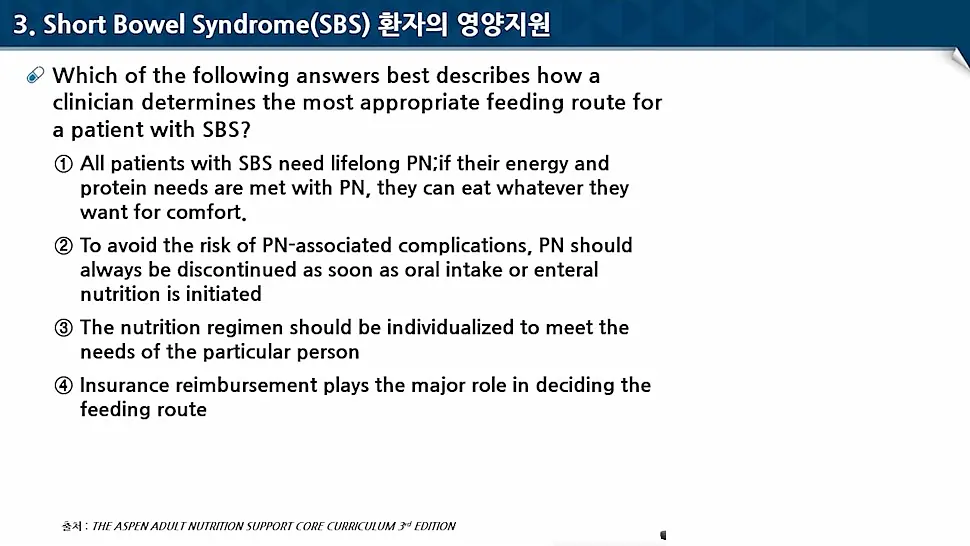 3. Short Bowel Syndrome(SBS) 환자의 영양지원
Which of the following answers best describes how a
clinician determines the most appropriate feeding route for
a patient with SBS?
① All patients with SBS need lifelong PN;if their energy and
protein needs are met with PN, they can eat whatever they
want for comfort.
② To avoid the risk of PN-associated complications, PN should
always be discontinued as soon as oral intake or enteral
nutrition is initiated
③ The nutrition regimen should be individualized to meet the
needs of the particular person
④ Insurance reimbursement plays the major role in deciding the
feeding route
출처 : THE ASPEN ADULT NUTRITION SUPPORT CORE CURRICULUM 3rd EDITION